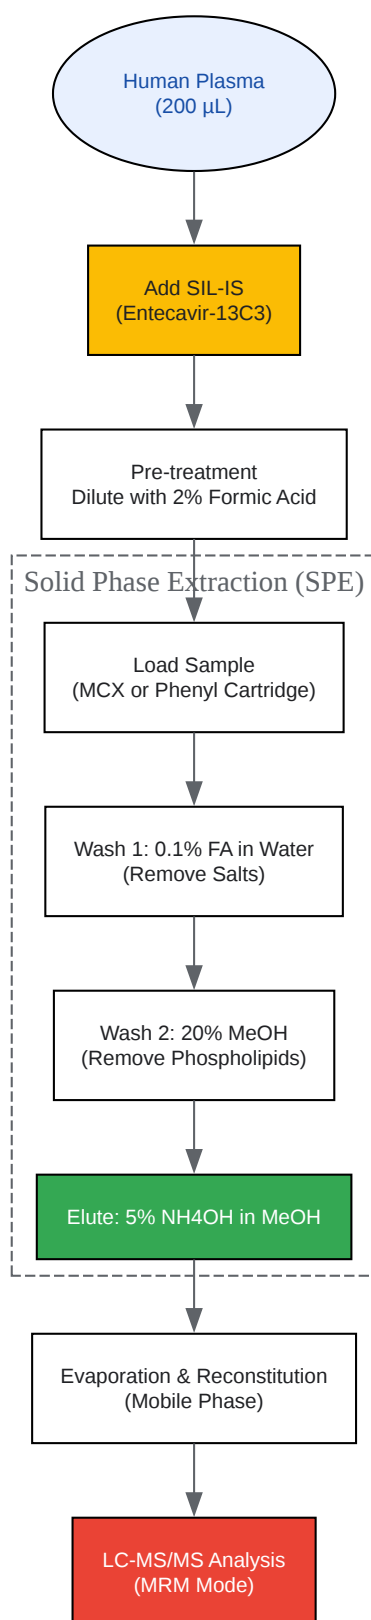 Human Plasma
(200 µL)
Add SIL-IS
(Entecavir-13C3)
Pre-treatment
Dilute with 2% Formic Acid
Solid Phase Extraction (SPE)
Load Sample
(MCX or Phenyl Cartridge)
Wash 1: 0.1% FA in Water
(Remove Salts)
Wash 2: 20% MeOH
(Remove Phospholipids)
Elute: 5% NH4OH in MeOH
Evaporation & Reconstitution
(Mobile Phase)
LC-MS/MS Analysis
(MRM Mode)